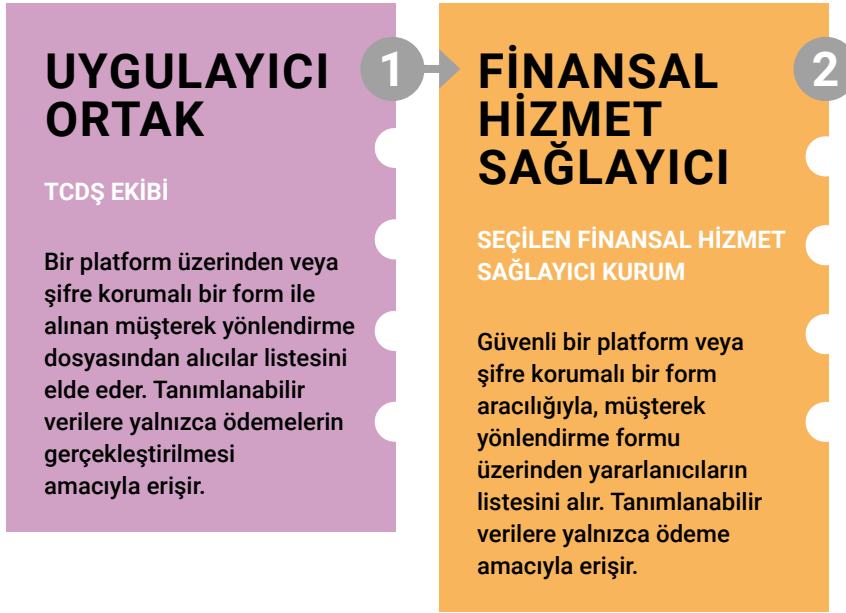 UYGULAYICI
ORTAK
1
TCDŞ EKİBİ
Bir platform üzerinden veya
şifre korumalı bir form ile
alınan müşterek yönlendirme
dosyasından alıcılar listesini
elde eder. Tanımlanabilir
verilere yalnızca ödemelerin
gerçekleştirilmesi
amacıyla erişir.
FİNANSAL
HİZMET
SAĞLAYICI
2
SEÇİLEN FİNANSAL HİZMET
SAĞLAYICI KURUM
Güvenli bir platform veya
şifre korumalı bir form
aracılığıyla, müşterek
yönlendirme formu
üzerinden yararlanıcıların
listesini alır. Tanımlanabilir
verilere yalnızca ödeme
amacıyla erişir.